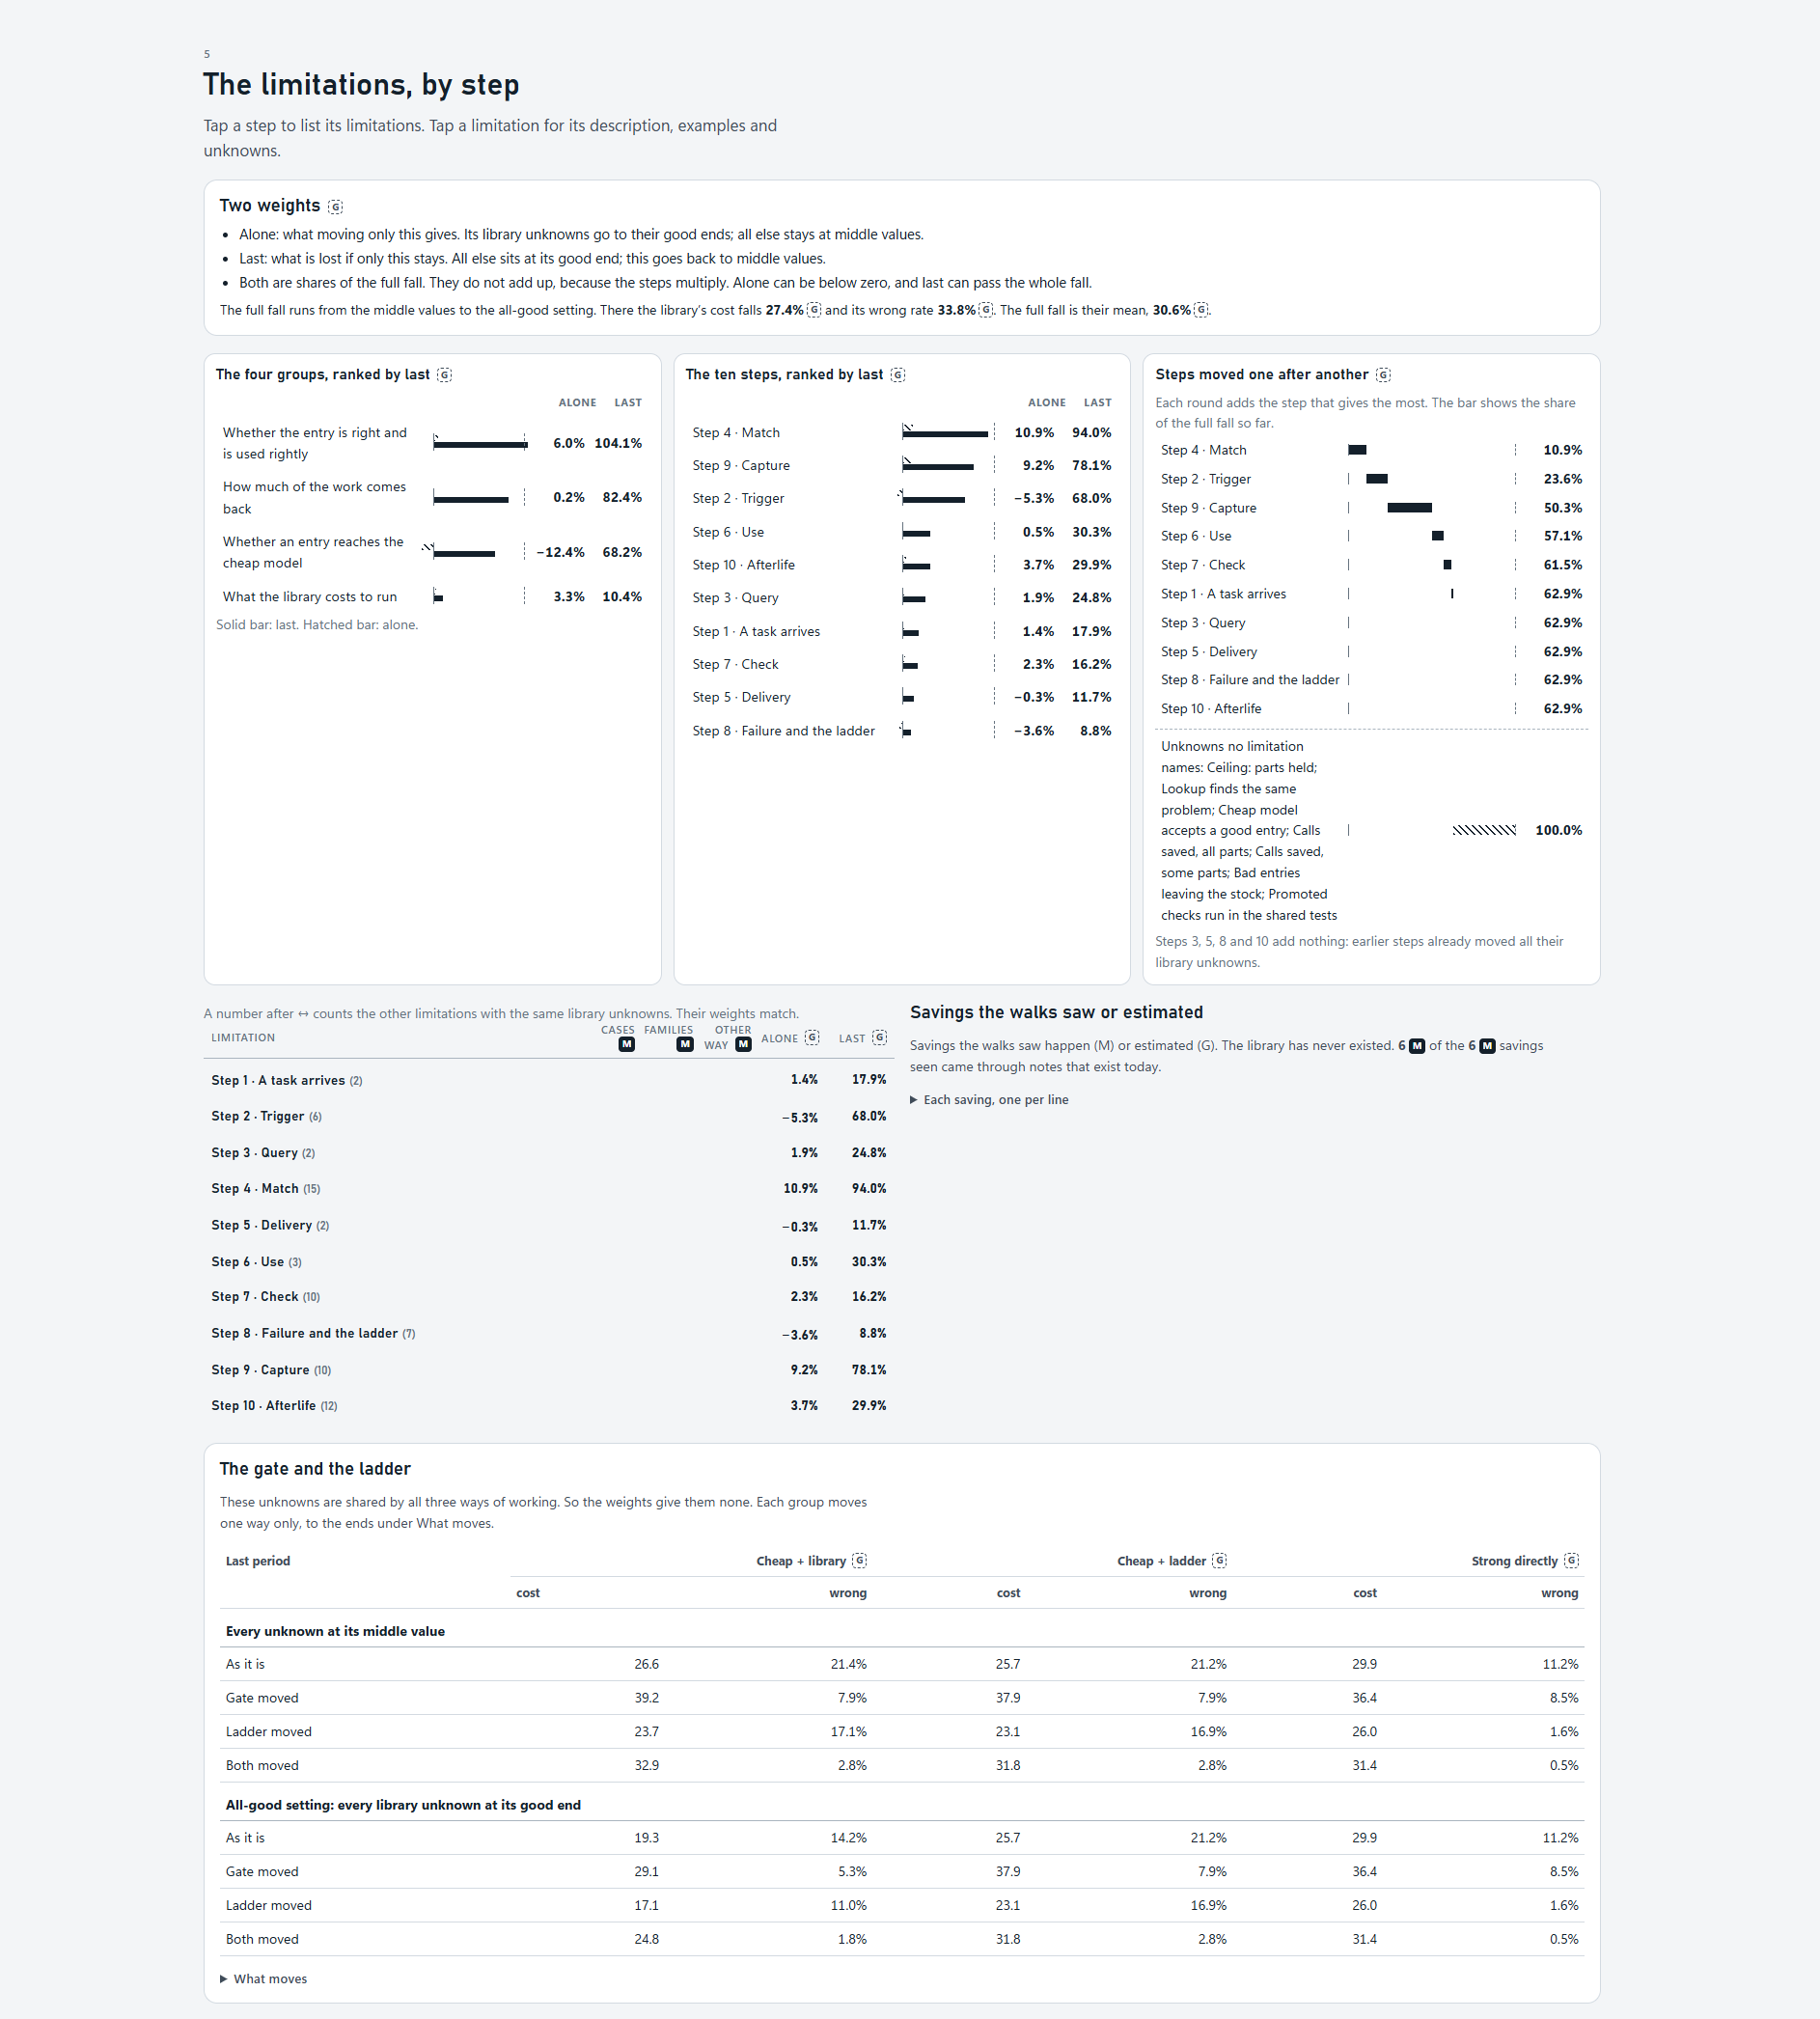 5
The limitations, by step
Tap a step to list its limitations. Tap a limitation for its description, examples and
unknowns.
Two weights G
• Alone: what moving only this gives. Its library unknowns go to their good ends; all else stays at middle values.
• Last: what is lost if only this stays. All else sits at its good end; this goes back to middle values.
• Both are shares of the full fall. They do not add up, because the steps multiply. Alone can be below zero, and last can pass the whole fall.
The full fall runs from the middle values to the all-good setting. There the library's cost falls 27.4% G and its wrong rate 33.8% G. The full fall is their mean, 30.6% G.
The four groups, ranked by last G
ALONE LAST
Whether the entry is right and
is used rightly
6.0% 104.1%
How much of the work comes
back
0.2% 82.4%
Whether an entry reaches the
cheap model
−12.4% 68.2%
What the library costs to run 3.3% 10.4%
Solid bar: last. Hatched bar: alone.
The ten steps, ranked by last G
ALONE LAST
Step 4 · Match 10.9% 94.0%
Step 9 · Capture 9.2% 78.1%
Step 2 · Trigger −5.3% 68.0%
Step 6 · Use 0.5% 30.3%
Step 10 · Afterlife 3.7% 29.9%
Step 3 · Query 1.9% 24.8%
Step 1 · A task arrives 1.4% 17.9%
Step 7 · Check 2.3% 16.2%
Step 5 · Delivery −0.3% 11.7%
Step 8 · Failure and the ladder −3.6% 8.8%
Steps moved one after another G
Each round adds the step that gives the most. The bar shows the share
of the full fall so far.
Step 4 · Match 10.9%
Step 2 · Trigger 23.6%
Step 9 · Capture 50.3%
Step 6 · Use 57.1%
Step 7 · Check 61.5%
Step 1 · A task arrives 62.9%
Step 3 · Query 62.9%
Step 5 · Delivery 62.9%
Step 8 · Failure and the ladder 62.9%
Step 10 · Afterlife 62.9%
Unknowns no limitation
names: Ceiling: parts held;
Lookup finds the same
problem; Cheap model
accepts a good entry; Calls
saved, all parts; Calls saved,
some parts; Bad entries
leaving the stock; Promoted
checks run in the shared tests
100.0%
Steps 3, 5, 8 and 10 add nothing: earlier steps already moved all their
library unknowns.
A number after ↔ counts the other limitations with the same library unknowns. Their weights match.
LIMITATION CASES M FAMILIES M OTHER WAY M ALONE G LAST G
Step 1 · A task arrives (2) 1.4% 17.9%
Step 2 · Trigger (6) −5.3% 68.0%
Step 3 · Query (2) 1.9% 24.8%
Step 4 · Match (15) 10.9% 94.0%
Step 5 · Delivery (2) −0.3% 11.7%
Step 6 · Use (3) 0.5% 30.3%
Step 7 · Check (10) 2.3% 16.2%
Step 8 · Failure and the ladder (7) −3.6% 8.8%
Step 9 · Capture (10) 9.2% 78.1%
Step 10 · Afterlife (12) 3.7% 29.9%
Savings the walks saw or estimated
Savings the walks saw happen (M) or estimated (G). The library has never existed. 6 M of the 6 M savings
seen came through notes that exist today.
▶ Each saving, one per line
The gate and the ladder
These unknowns are shared by all three ways of working. So the weights give them none. Each group moves
one way only, to the ends under What moves.
Last period Cheap + library G Cheap + ladder G Strong directly G
cost wrong cost wrong cost wrong
Every unknown at its middle value
As it is 26.6 21.4% 25.7 21.2% 29.9 11.2%
Gate moved 39.2 7.9% 37.9 7.9% 36.4 8.5%
Ladder moved 23.7 17.1% 23.1 16.9% 26.0 1.6%
Both moved 32.9 2.8% 31.8 2.8% 31.4 0.5%
All-good setting: every library unknown at its good end
As it is 19.3 14.2% 25.7 21.2% 29.9 11.2%
Gate moved 29.1 5.3% 37.9 7.9% 36.4 8.5%
Ladder moved 17.1 11.0% 23.1 16.9% 26.0 1.6%
Both moved 24.8 1.8% 31.8 2.8% 31.4 0.5%
▶ What moves